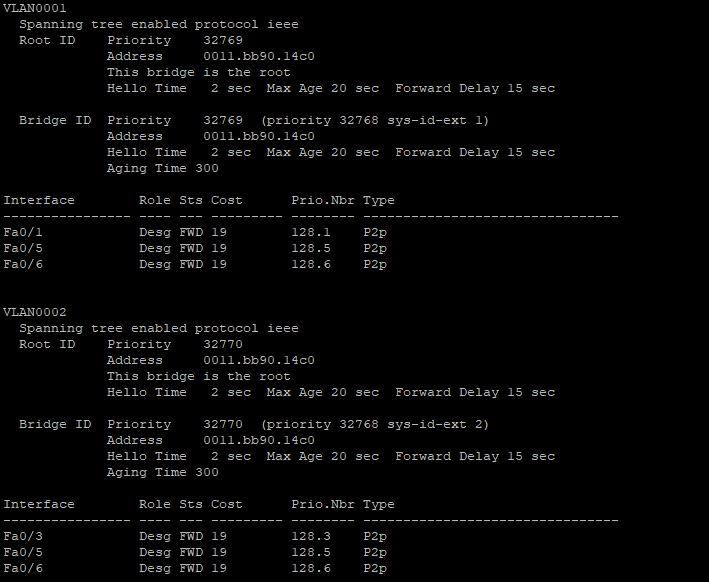 VLAN0001
  Spanning tree enabled protocol ieee
  Root ID    Priority    32769
             Address     0011.bb90.14c0
             This bridge is the root
             Hello Time   2 sec  Max Age 20 sec  Forward Delay 15 sec

  Bridge ID  Priority    32769  (priority 32768 sys-id-ext 1)
             Address     0011.bb90.14c0
             Hello Time   2 sec  Max Age 20 sec  Forward Delay 15 sec
             Aging Time 300

Interface        Role Sts Cost      Prio.Nbr Type
---------------- ---- --- --------- -------- --------------------------------
Fa0/1            Desg FWD 19        128.1    P2p
Fa0/5            Desg FWD 19        128.5    P2p
Fa0/6            Desg FWD 19        128.6    P2p


VLAN0002
  Spanning tree enabled protocol ieee
  Root ID    Priority    32770
             Address     0011.bb90.14c0
             This bridge is the root
             Hello Time   2 sec  Max Age 20 sec  Forward Delay 15 sec

  Bridge ID  Priority    32770  (priority 32768 sys-id-ext 2)
             Address     0011.bb90.14c0
             Hello Time   2 sec  Max Age 20 sec  Forward Delay 15 sec
             Aging Time 300

Interface        Role Sts Cost      Prio.Nbr Type
---------------- ---- --- --------- -------- --------------------------------
Fa0/3            Desg FWD 19        128.3    P2p
Fa0/5            Desg FWD 19        128.5    P2p
Fa0/6            Desg FWD 19        128.6    P2p